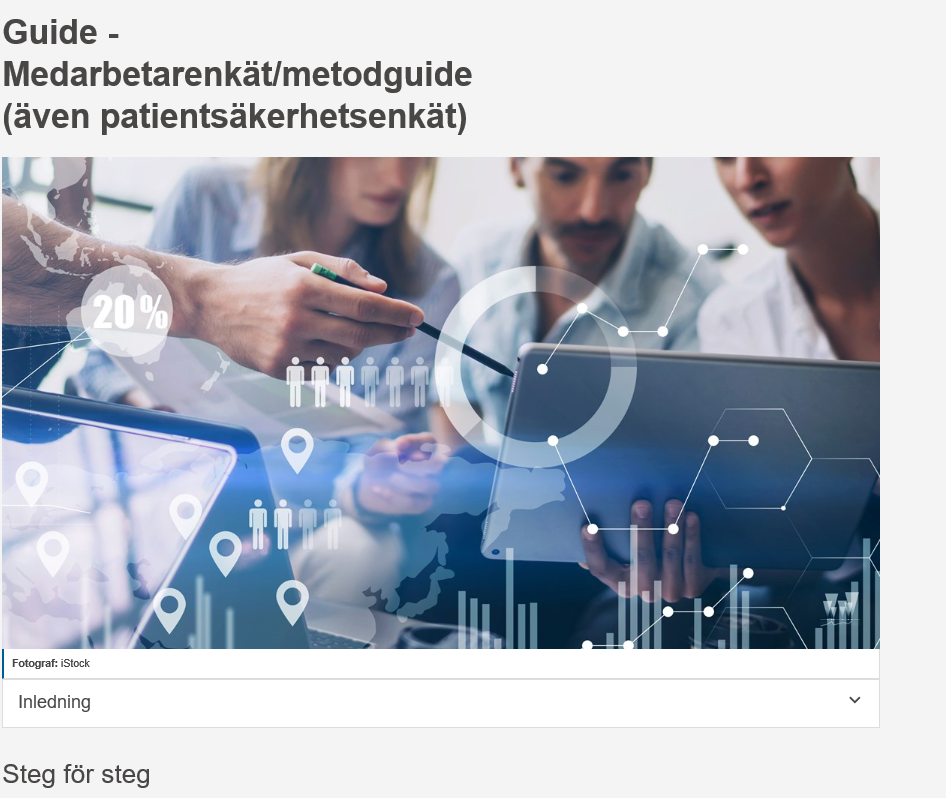 Guide -
Medarbetarenkät/metodguide
(även patientsäkerhetsenkät)
20%
Fotograf: iStock
Inledning
Steg för steg